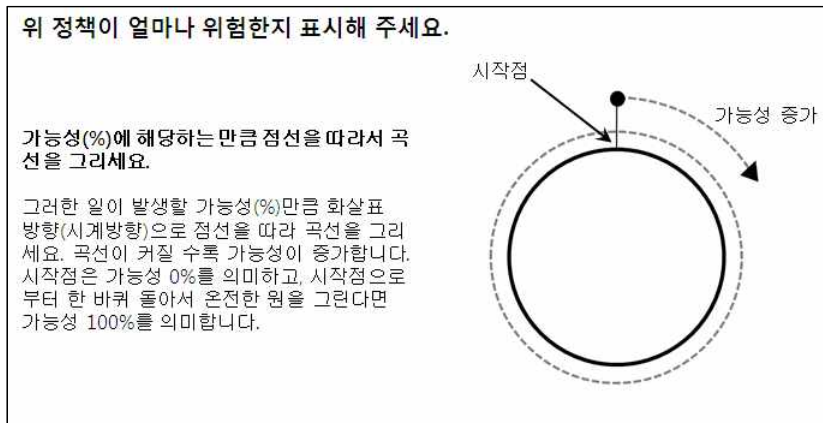 위 정책이 얼마나 위험한지 표시해 주세요.
시작점
가능성 증가
가능성(%)에 해당하는 만큼 점선을 따라서 곡
선을 그리세요.
그러한 일이 발생할 가능성(%)만큼 화살표
방향(시계방향)으로 점선을 따라 곡선을 그리
세요. 곡선이 커질 수록 가능성이 증가합니다.
시작점은 가능성 0%를 의미하고, 시작점으로
부터 한 바퀴 돌아서 온전한 원을 그린다면
가능성 100%를 의미합니다.